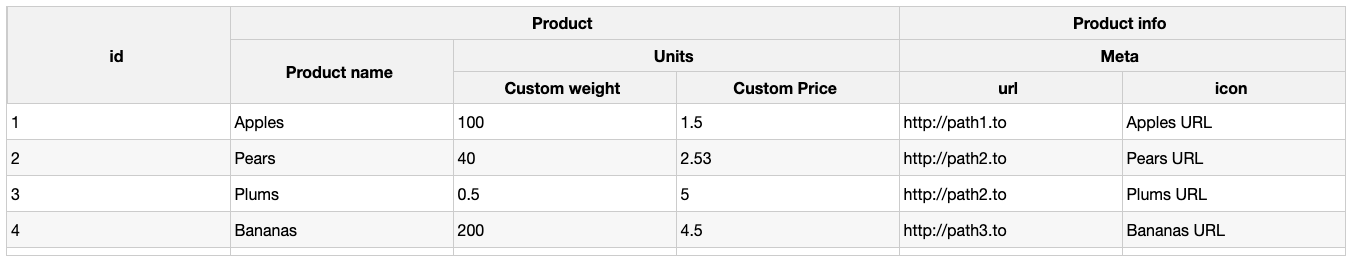 Product Product info
id Product name Units Meta
Custom weight Custom Price url icon
1 Apples 100 1.5 http://path1.to Apples URL
2 Pears 40 2.53 http://path2.to Pears URL
3 Plums 0.5 5 http://path2.to Plums URL
4 Bananas 200 4.5 http://path3.to Bananas URL